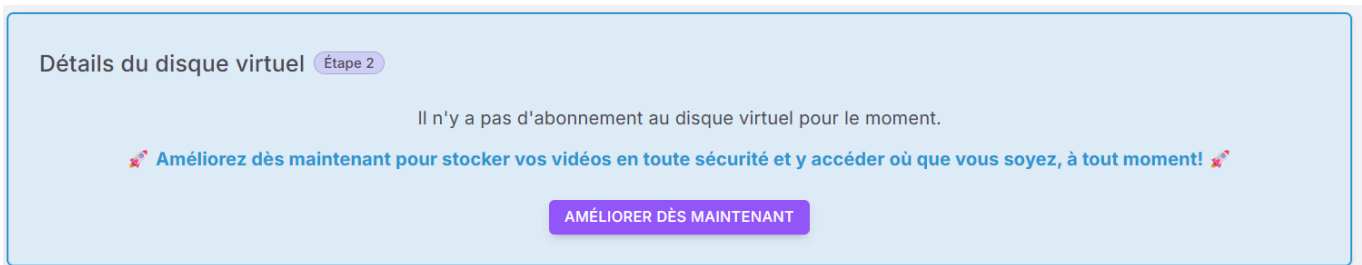 Détails du disque virtuel Étape 2
Il n'y a pas d'abonnement au disque virtuel pour le moment.
🚀 Améliorez dès maintenant pour stocker vos vidéos en toute sécurité et y accéder où que vous soyez, à tout moment! 🚀
AMÉLIORER DÈS MAINTENANT